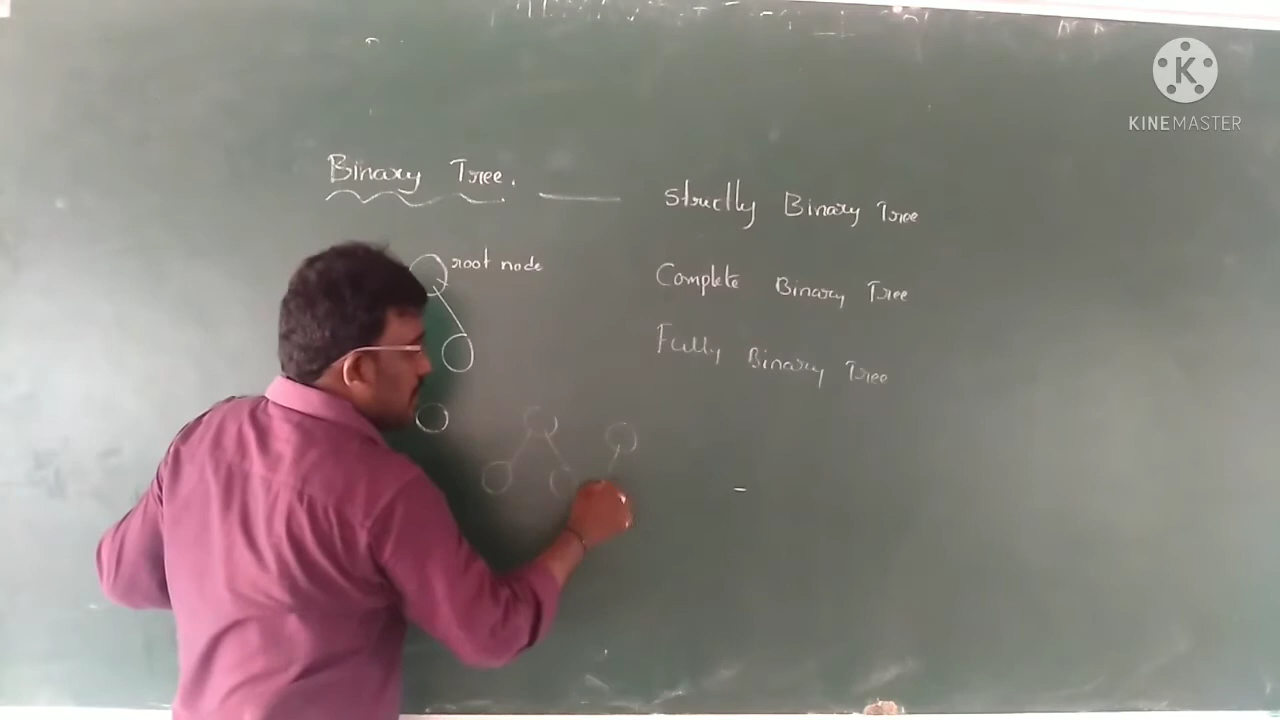 Binary Tree.
Strictly Binary Tree
root node
Complete Binary Tree
Fully Binary Tree
KINEMASTER